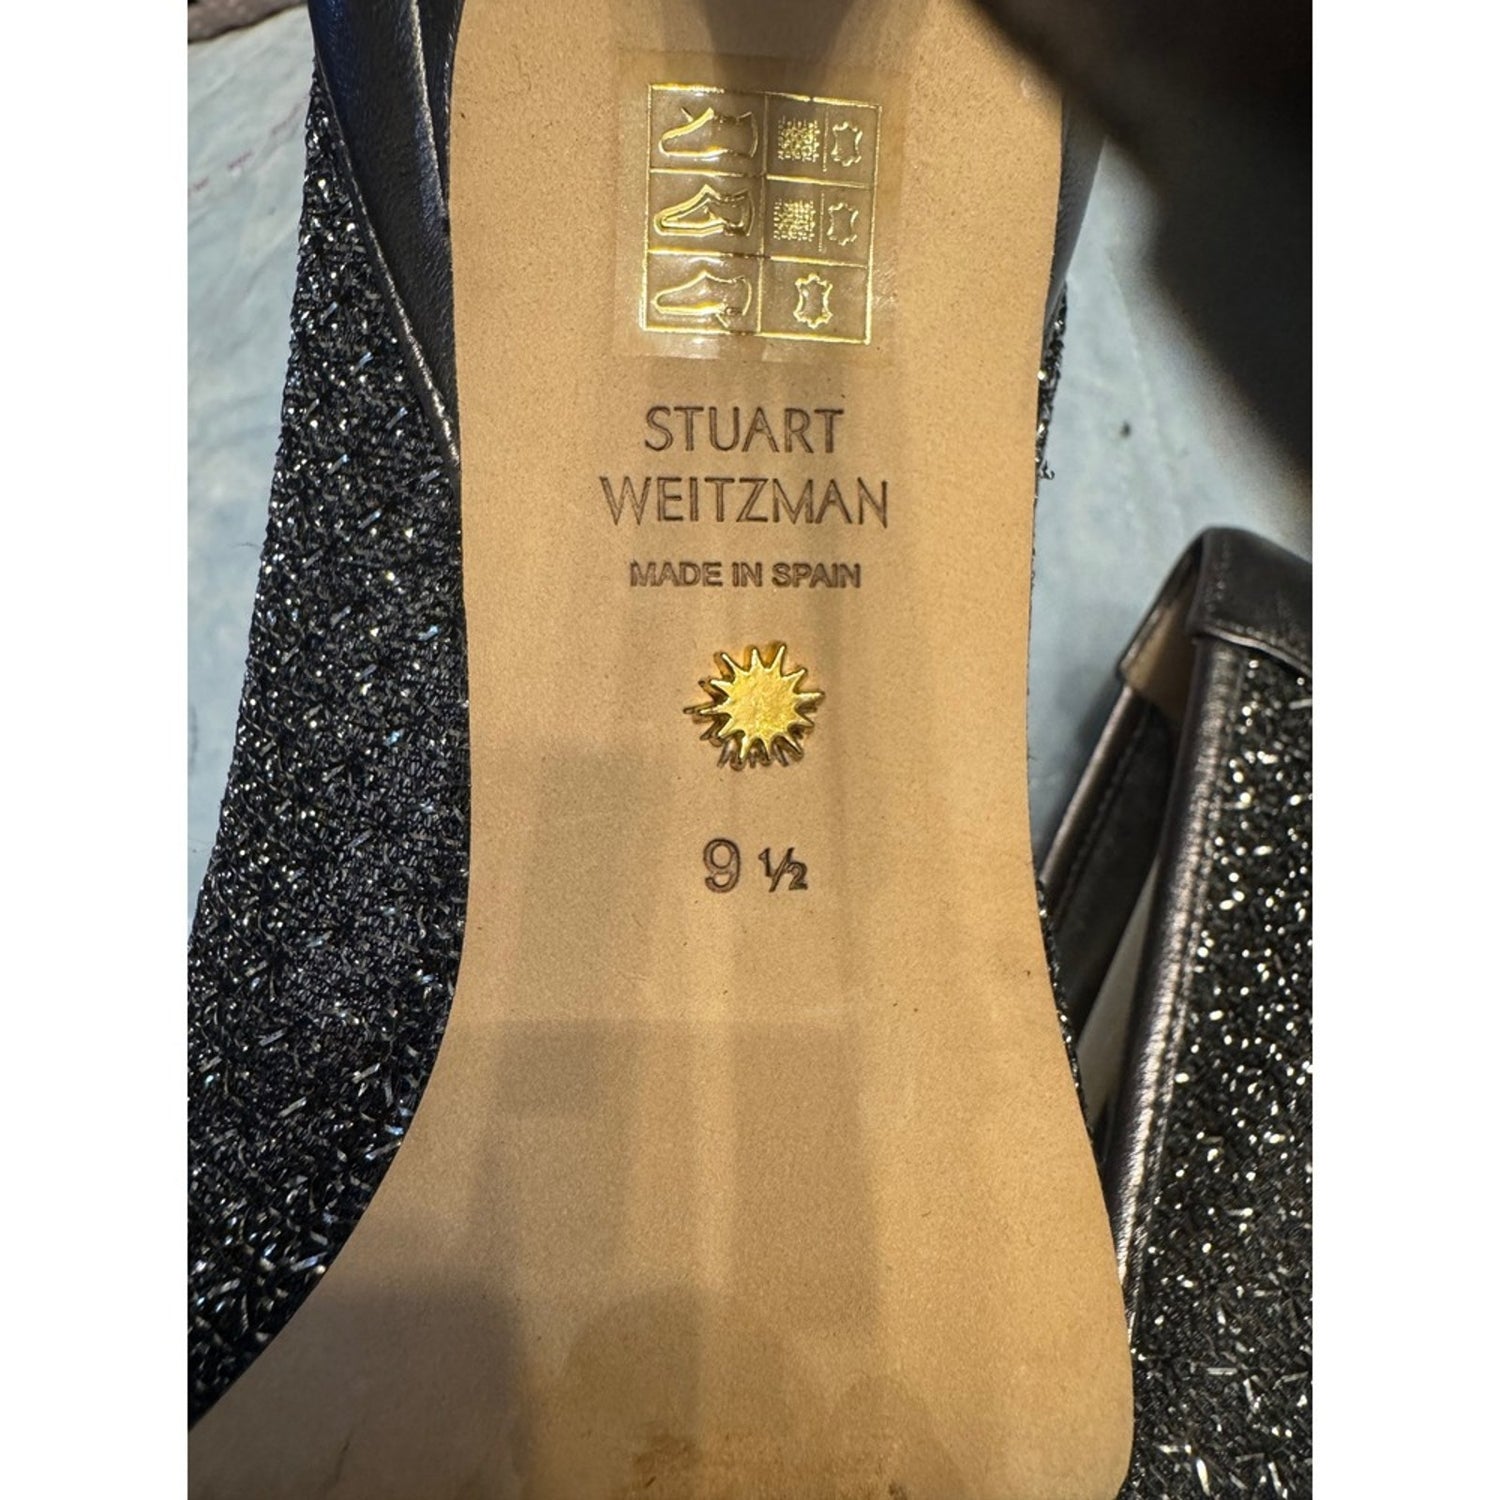 STUART
WEITZMAN
MADE IN SPAIN
9 ½